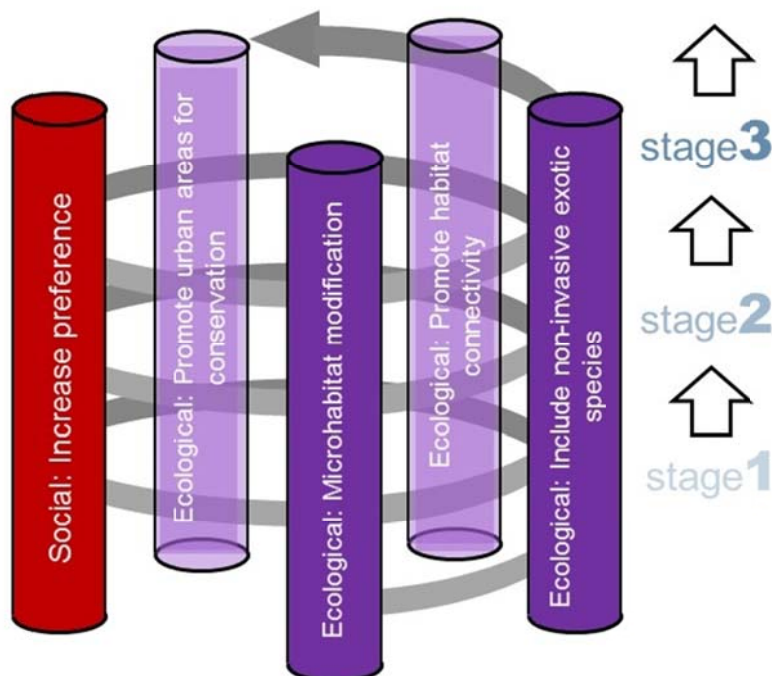 Social: Increase preference
Ecological: Promote urban areas for
conservation
Ecological: Microhabitat modification
Ecological: Promote habitat
connectivity
Ecological: Include non-invasive exotic
species
stage3
stage2
stage1